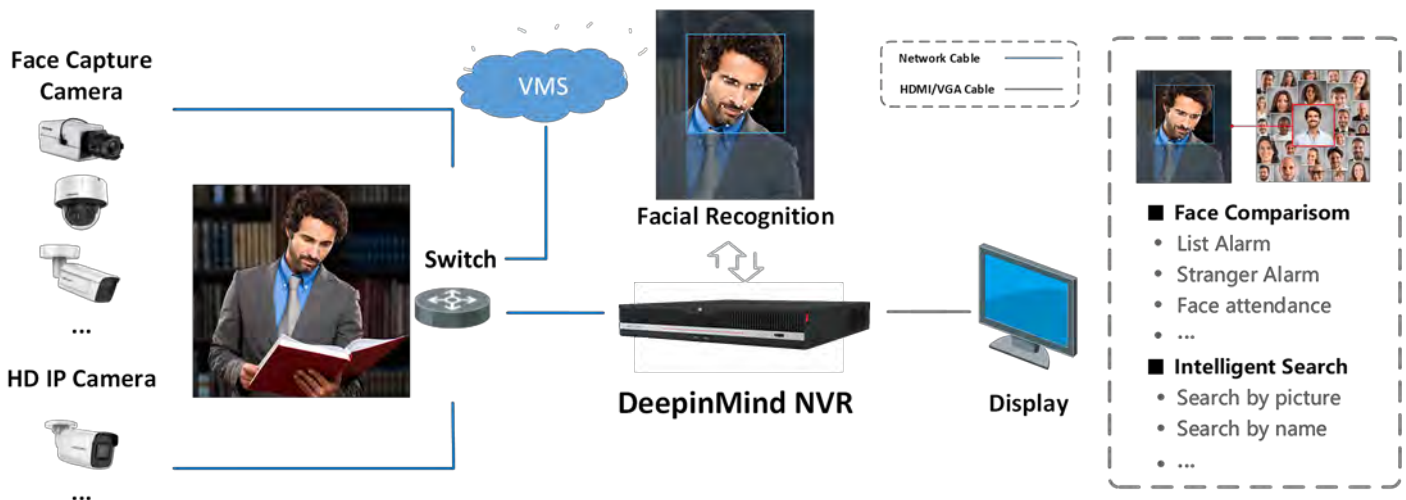 Face Capture
Camera
...
HD IP Camera
...
VMS
Switch
Facial Recognition
DeepinMind NVR
Display
Network Cable
HDMI/VGA Cable
■ Face Comparisom
• List Alarm
• Stranger Alarm
• Face attendance
• ...
■ Intelligent Search
• Search by picture
• Search by name
• ...